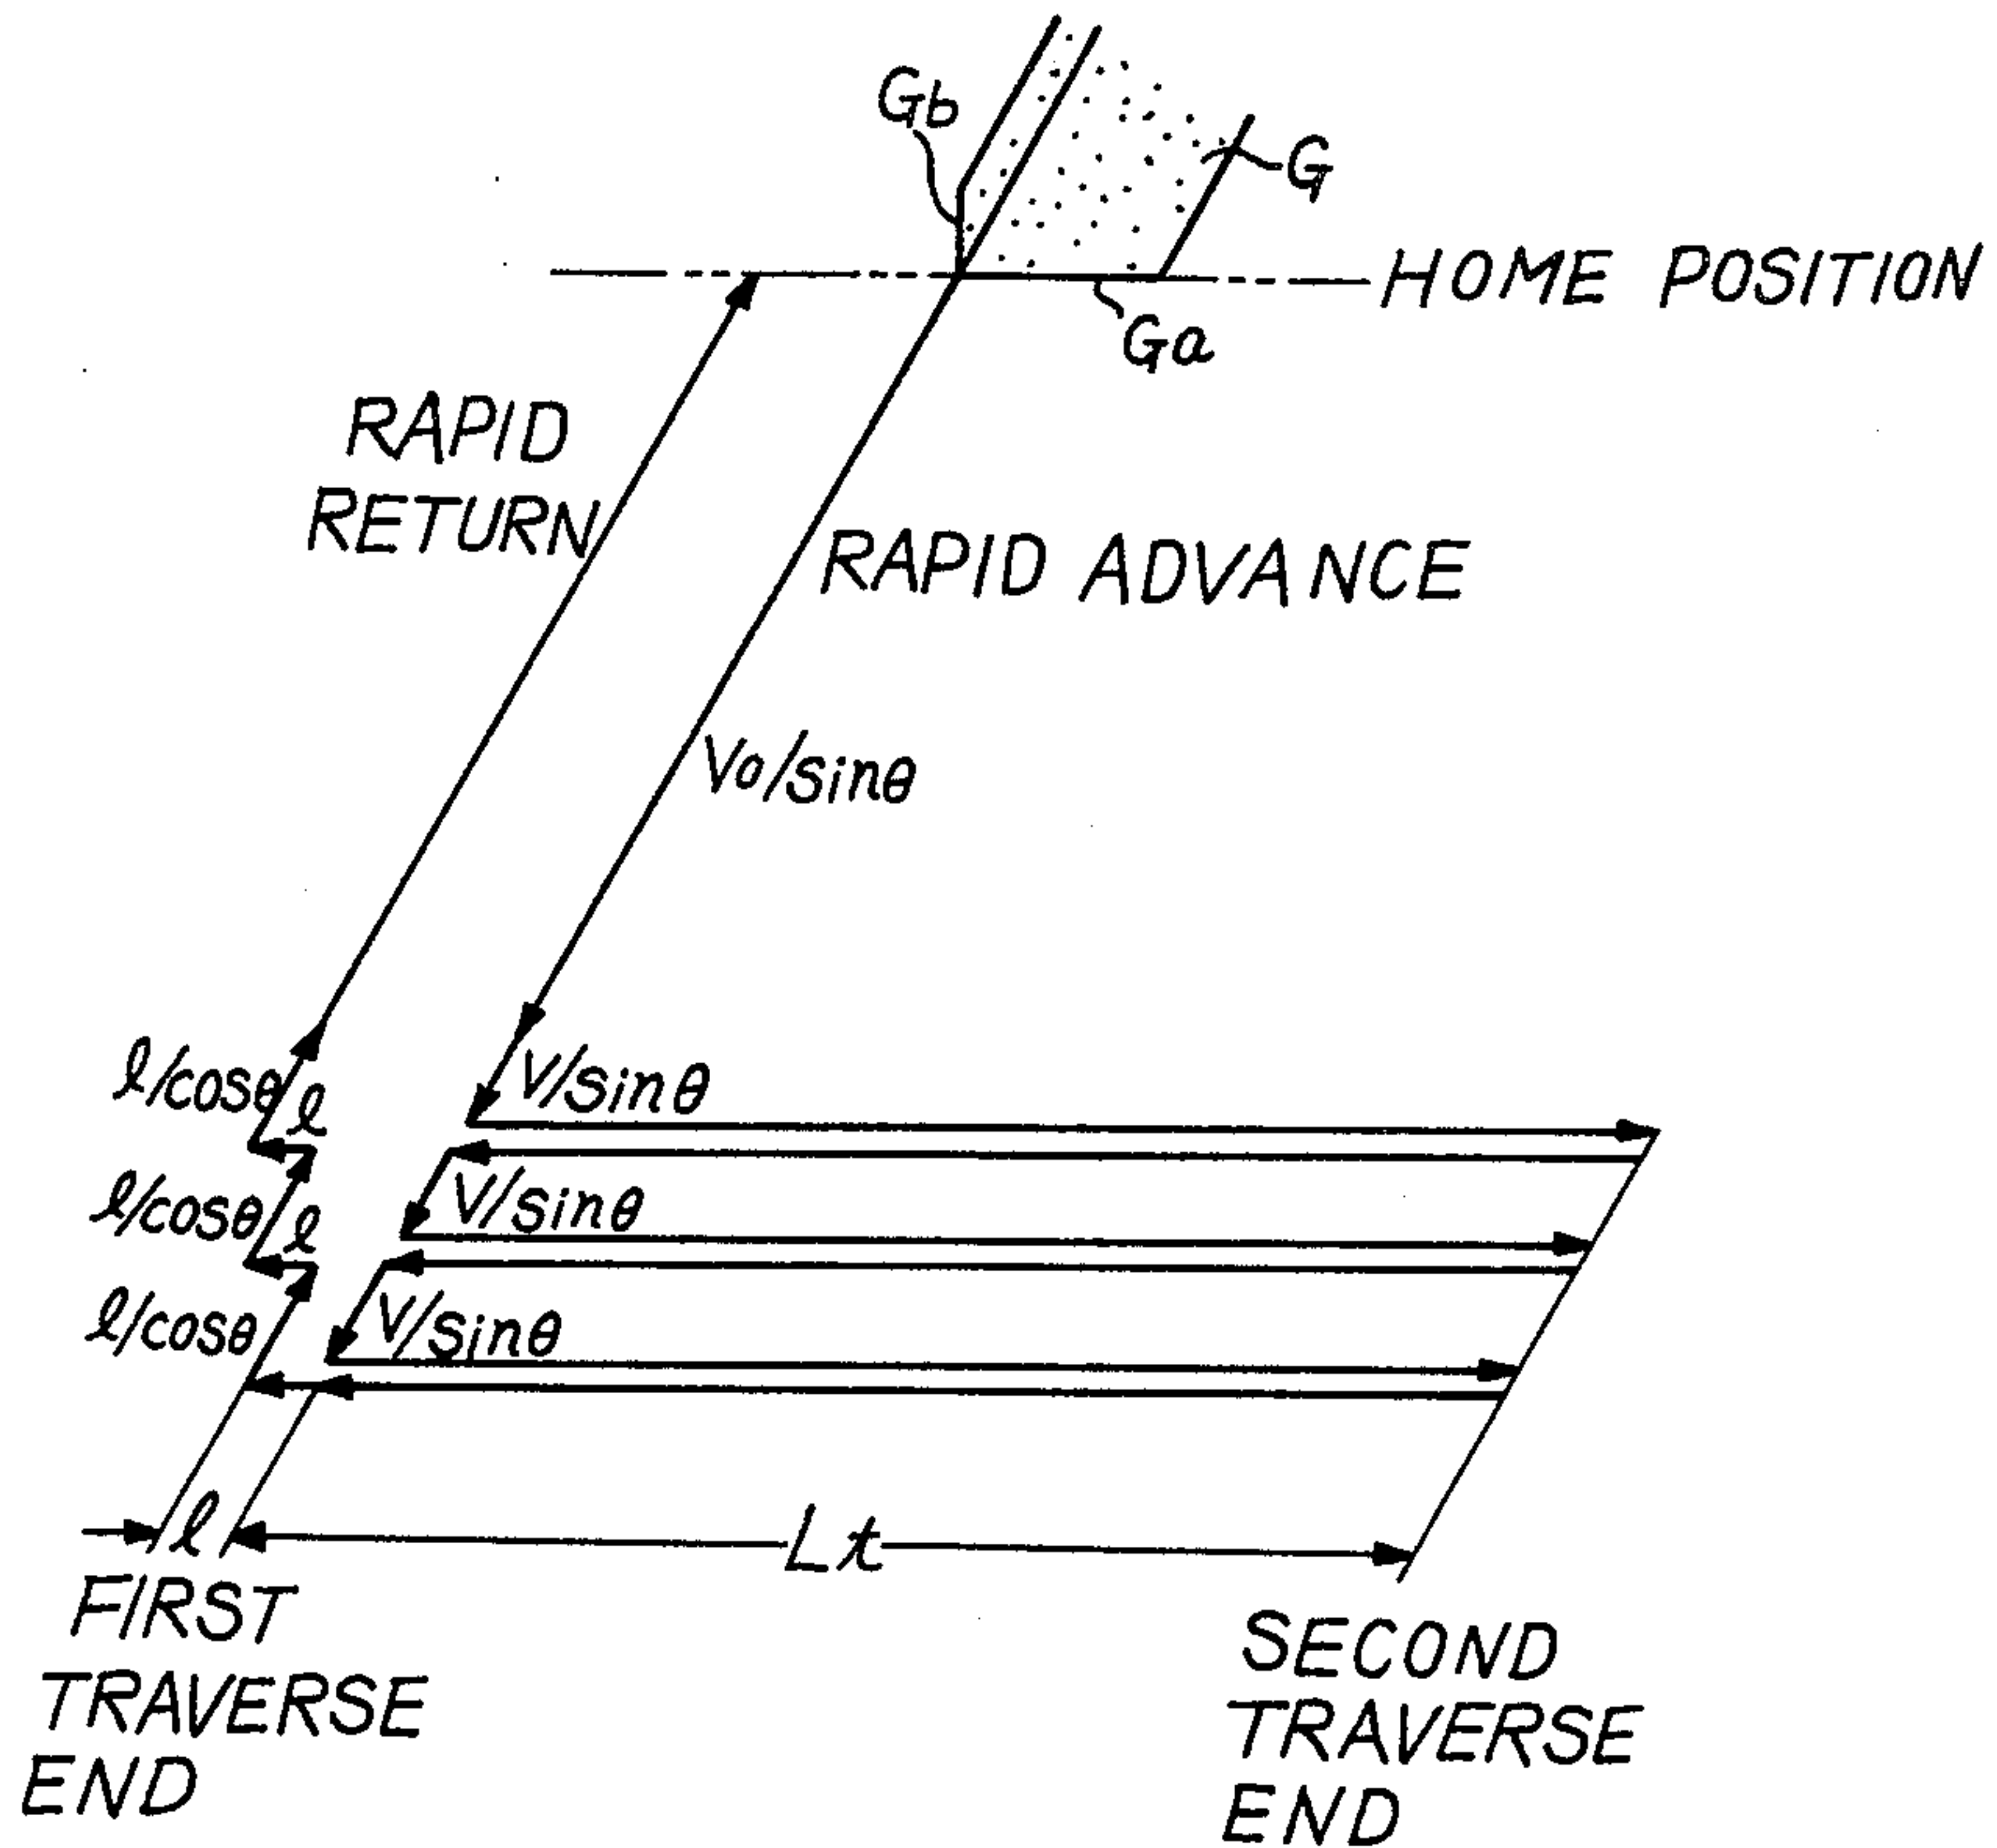 Gb
G
HOME POSITION
Ga
RAPID
RETURN
RAPID ADVANCE
Vo/sinθ
V/sinθ
ℓ/cosθ
ℓ
V/sinθ
ℓ/cosθ
ℓ
V/sinθ
ℓ/cosθ
ℓ
Lt
FIRST
TRAVERSE
END
SECOND
TRAVERSE
END